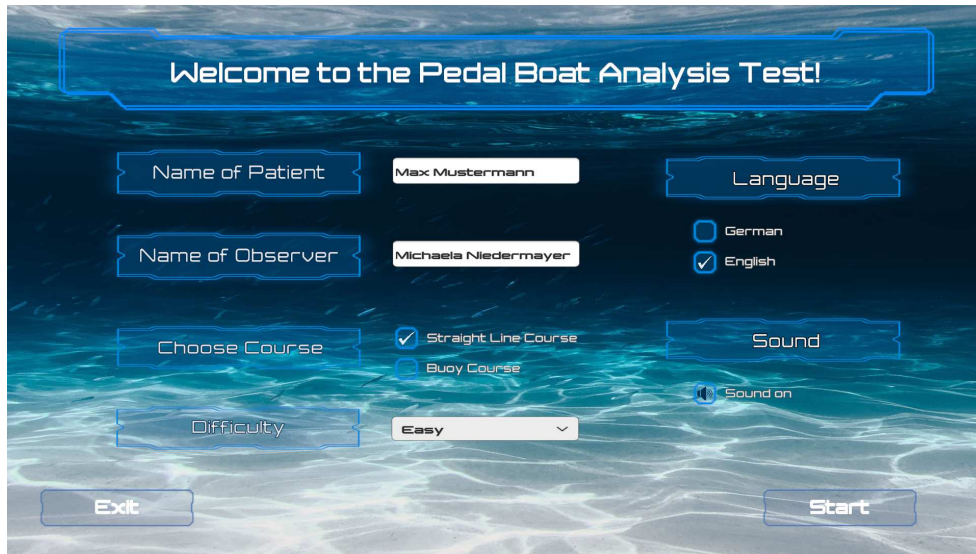 Welcome to the Pedal Boat Analysis Test!
Name of Patient
Max Mustermann
Language
German
English
Name of Observer
Michaela Niedermayer
Choose Course
Straight Line Course
Buoy Course
Sound
Sound on
Difficulty
Easy
Exit
Start